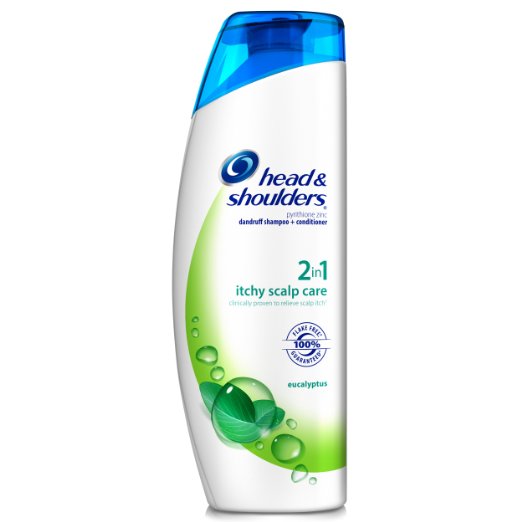 head &
shoulders®
pyrithione zinc
dandruff shampoo + conditioner
2in1
itchy scalp care
clinically proven to relieve scalp itch†
FLAKE FREE†
100%
GUARANTEED*
eucalyptus